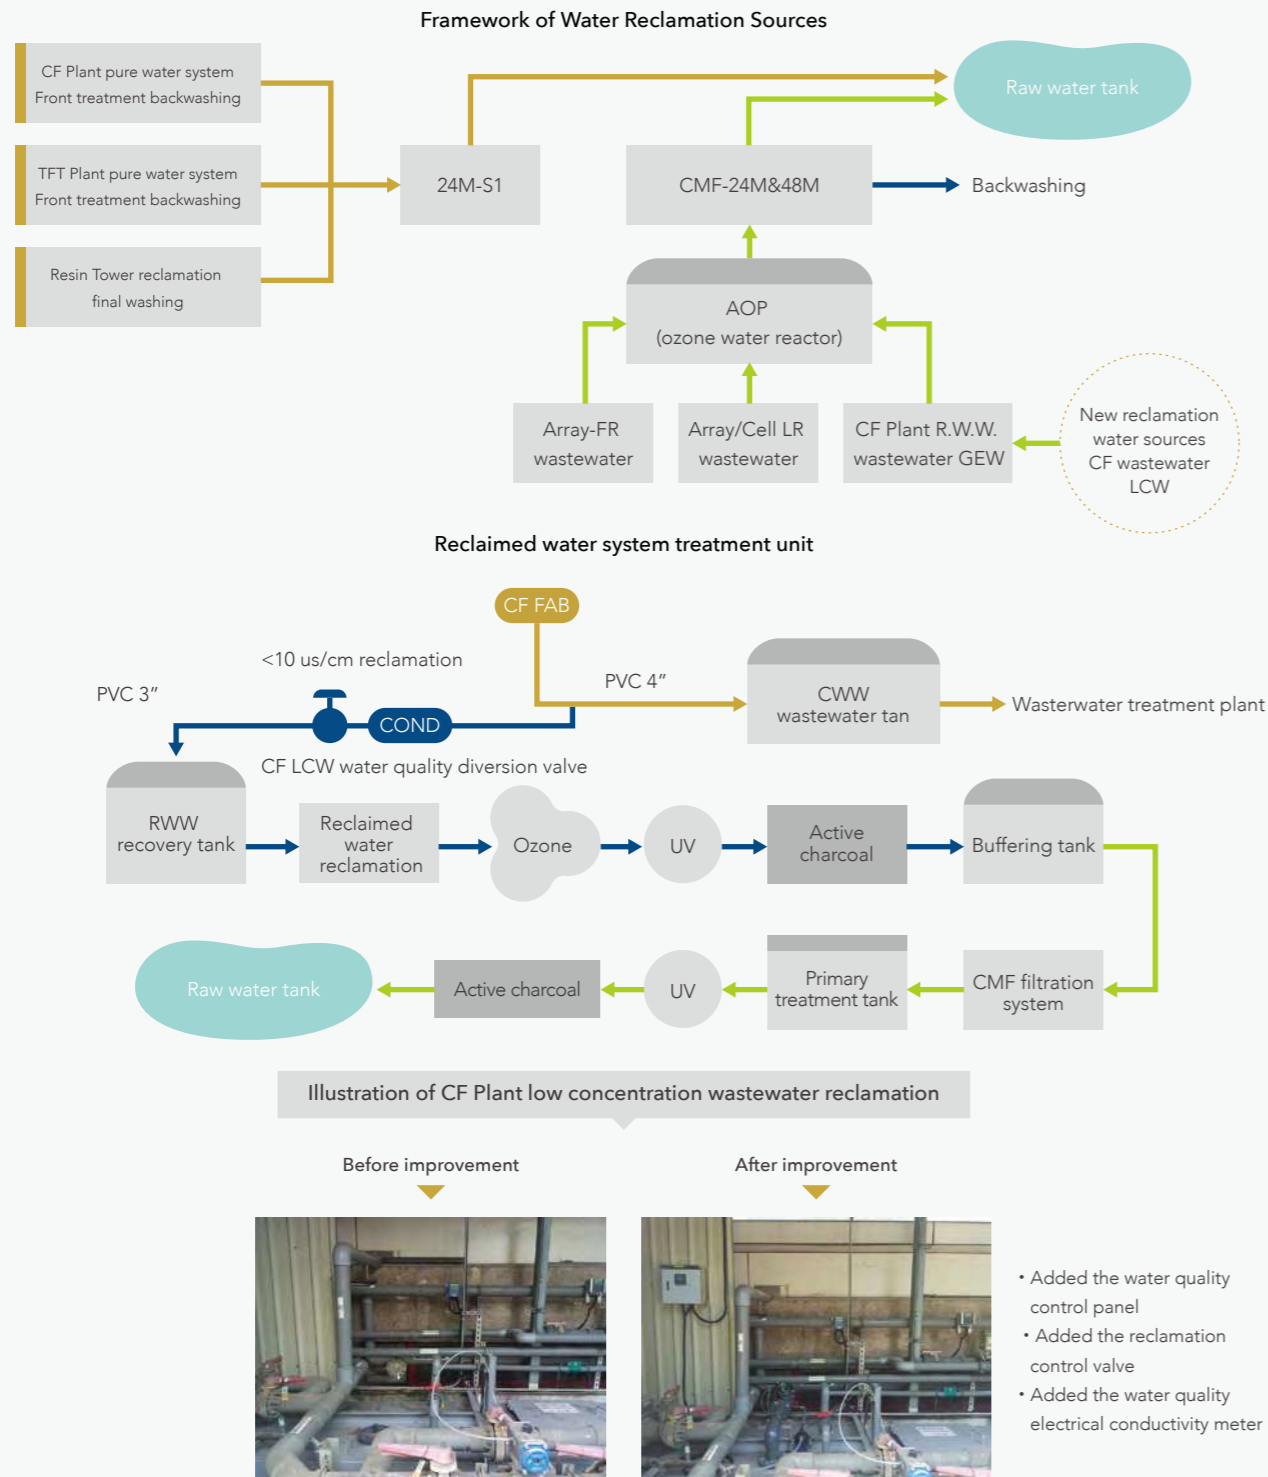 Framework of Water Reclamation Sources
CF Plant pure water system
Front treatment backwashing
TFT Plant pure water system
Front treatment backwashing
Resin Tower reclamation
final washing
24M-S1
CMF-24M&48M
Raw water tank
Backwashing
AOP
(ozone water reactor)
Array-FR
wastewater
Array/Cell LR
wastewater
CF Plant R.W.W.
wastewater GEW
New reclamation
water sources
CF wastewater
LCW
Reclaimed water system treatment unit
CF FAB
<10 us/cm reclamation
PVC 3”
PVC 4”
COND
CWW
wastewater tan
Wasterwater treatment plant
CF LCW water quality diversion valve
RWW
recovery tank
Reclaimed
water
reclamation
Ozone
UV
Active
charcoal
Buffering tank
Raw water tank
Active charcoal
UV
Primary
treatment tank
CMF filtration
system
Illustration of CF Plant low concentration wastewater reclamation
Before improvement
After improvement
・Added the water quality
control panel
・Added the reclamation
control valve
・Added the water quality
electrical conductivity meter